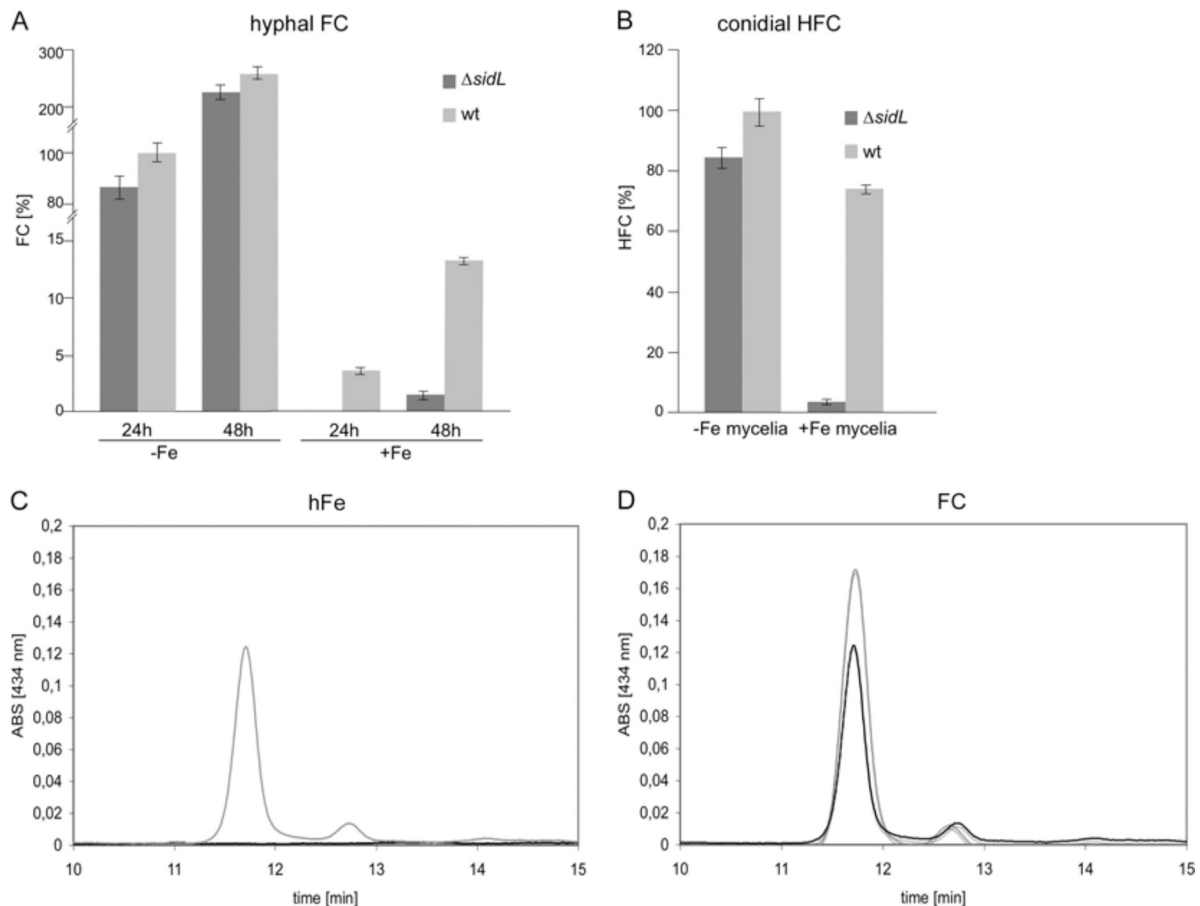 A
hyphal FC
300
200
100
80
15
10
5
0
FC [%]
ΔsidL
wt
24h 48h 24h 48h
-Fe +Fe
B
conidial HFC
120
100
80
60
40
20
0
HFC [%]
ΔsidL
wt
-Fe mycelia +Fe mycelia
C
hFe
0,2
0,18
0,16
0,14
0,12
0,1
0,08
0,06
0,04
0,02
0
ABS [434 nm]
10 11 12 13 14 15
time [min]
D
FC
0,2
0,18
0,16
0,14
0,12
0,1
0,08
0,06
0,04
0,02
0
ABS [434 nm]
10 11 12 13 14 15
time [min]